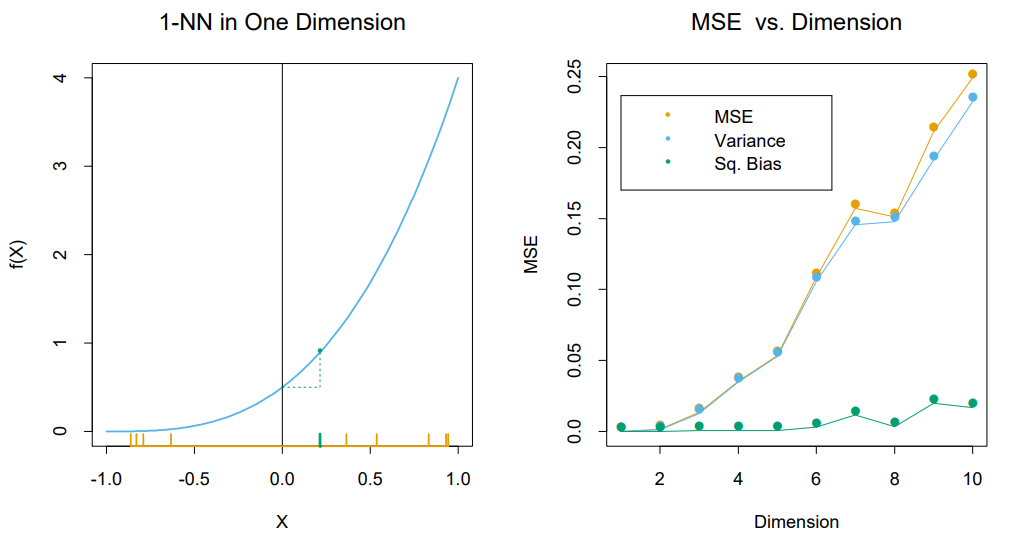 1-NN in One Dimension
f(X)
4
3
2
1
0
-1.0 -0.5 0.0 0.5 1.0
X
MSE vs. Dimension
MSE
0.25
0.20
0.15
0.10
0.05
0.0
MSE
Variance
Sq. Bias
2 4 6 8 10
Dimension